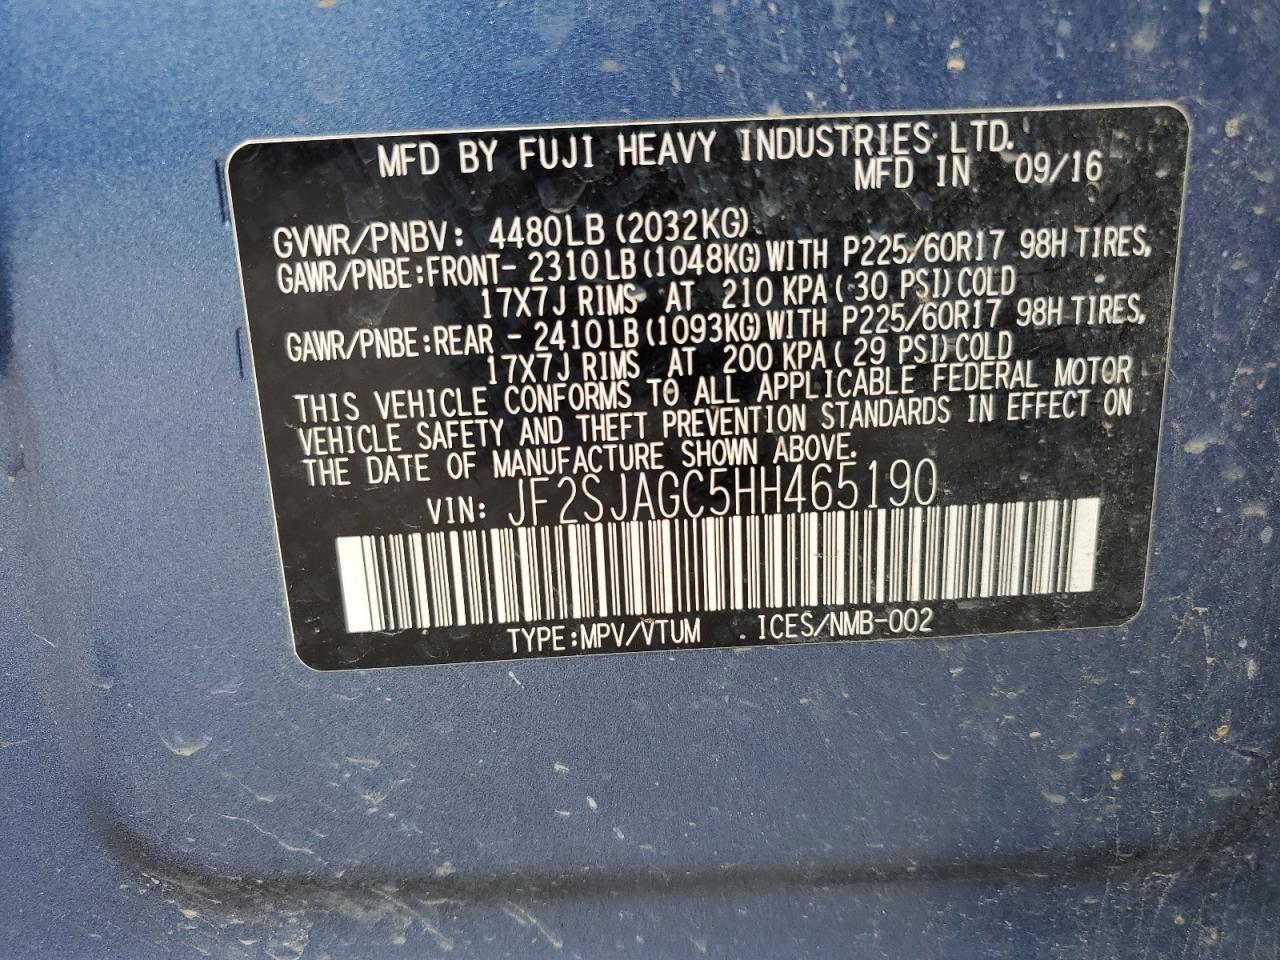 MFD BY FUJI HEAVY INDUSTRIES LTD.
MFD IN 09/16
GVWR/PNBV: 4480LB (2032KG)
GAWR/PNBE:FRONT- 2310LB (1048KG) WITH P225/60R17 98H TIRES,
17X7J RIMS AT 210 KPA (30 PSI) COLD
GAWR/PNBE:REAR - 2410LB (1093KG) WITH P225/60R17 98H TIRES,
17X7J RIMS AT 200 KPA (29 PSI) COLD
THIS VEHICLE CONFORMS TO ALL APPLICABLE FEDERAL MOTOR
VEHICLE SAFETY AND THEFT PREVENTION STANDARDS IN EFFECT ON
THE DATE OF MANUFACTURE SHOWN ABOVE.
VIN: JF2SJAGC5HH465190
TYPE:MPV/VTUM . ICES/NMB-002